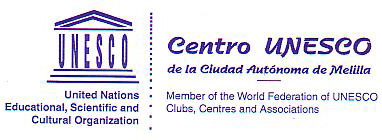 UNESCO
United Nations
Educational, Scientific and
Cultural Organization
Centro UNESCO
de la Ciudad Autónoma de Melilla
Member of the World Federation of UNESCO
Clubs, Centres and Associations